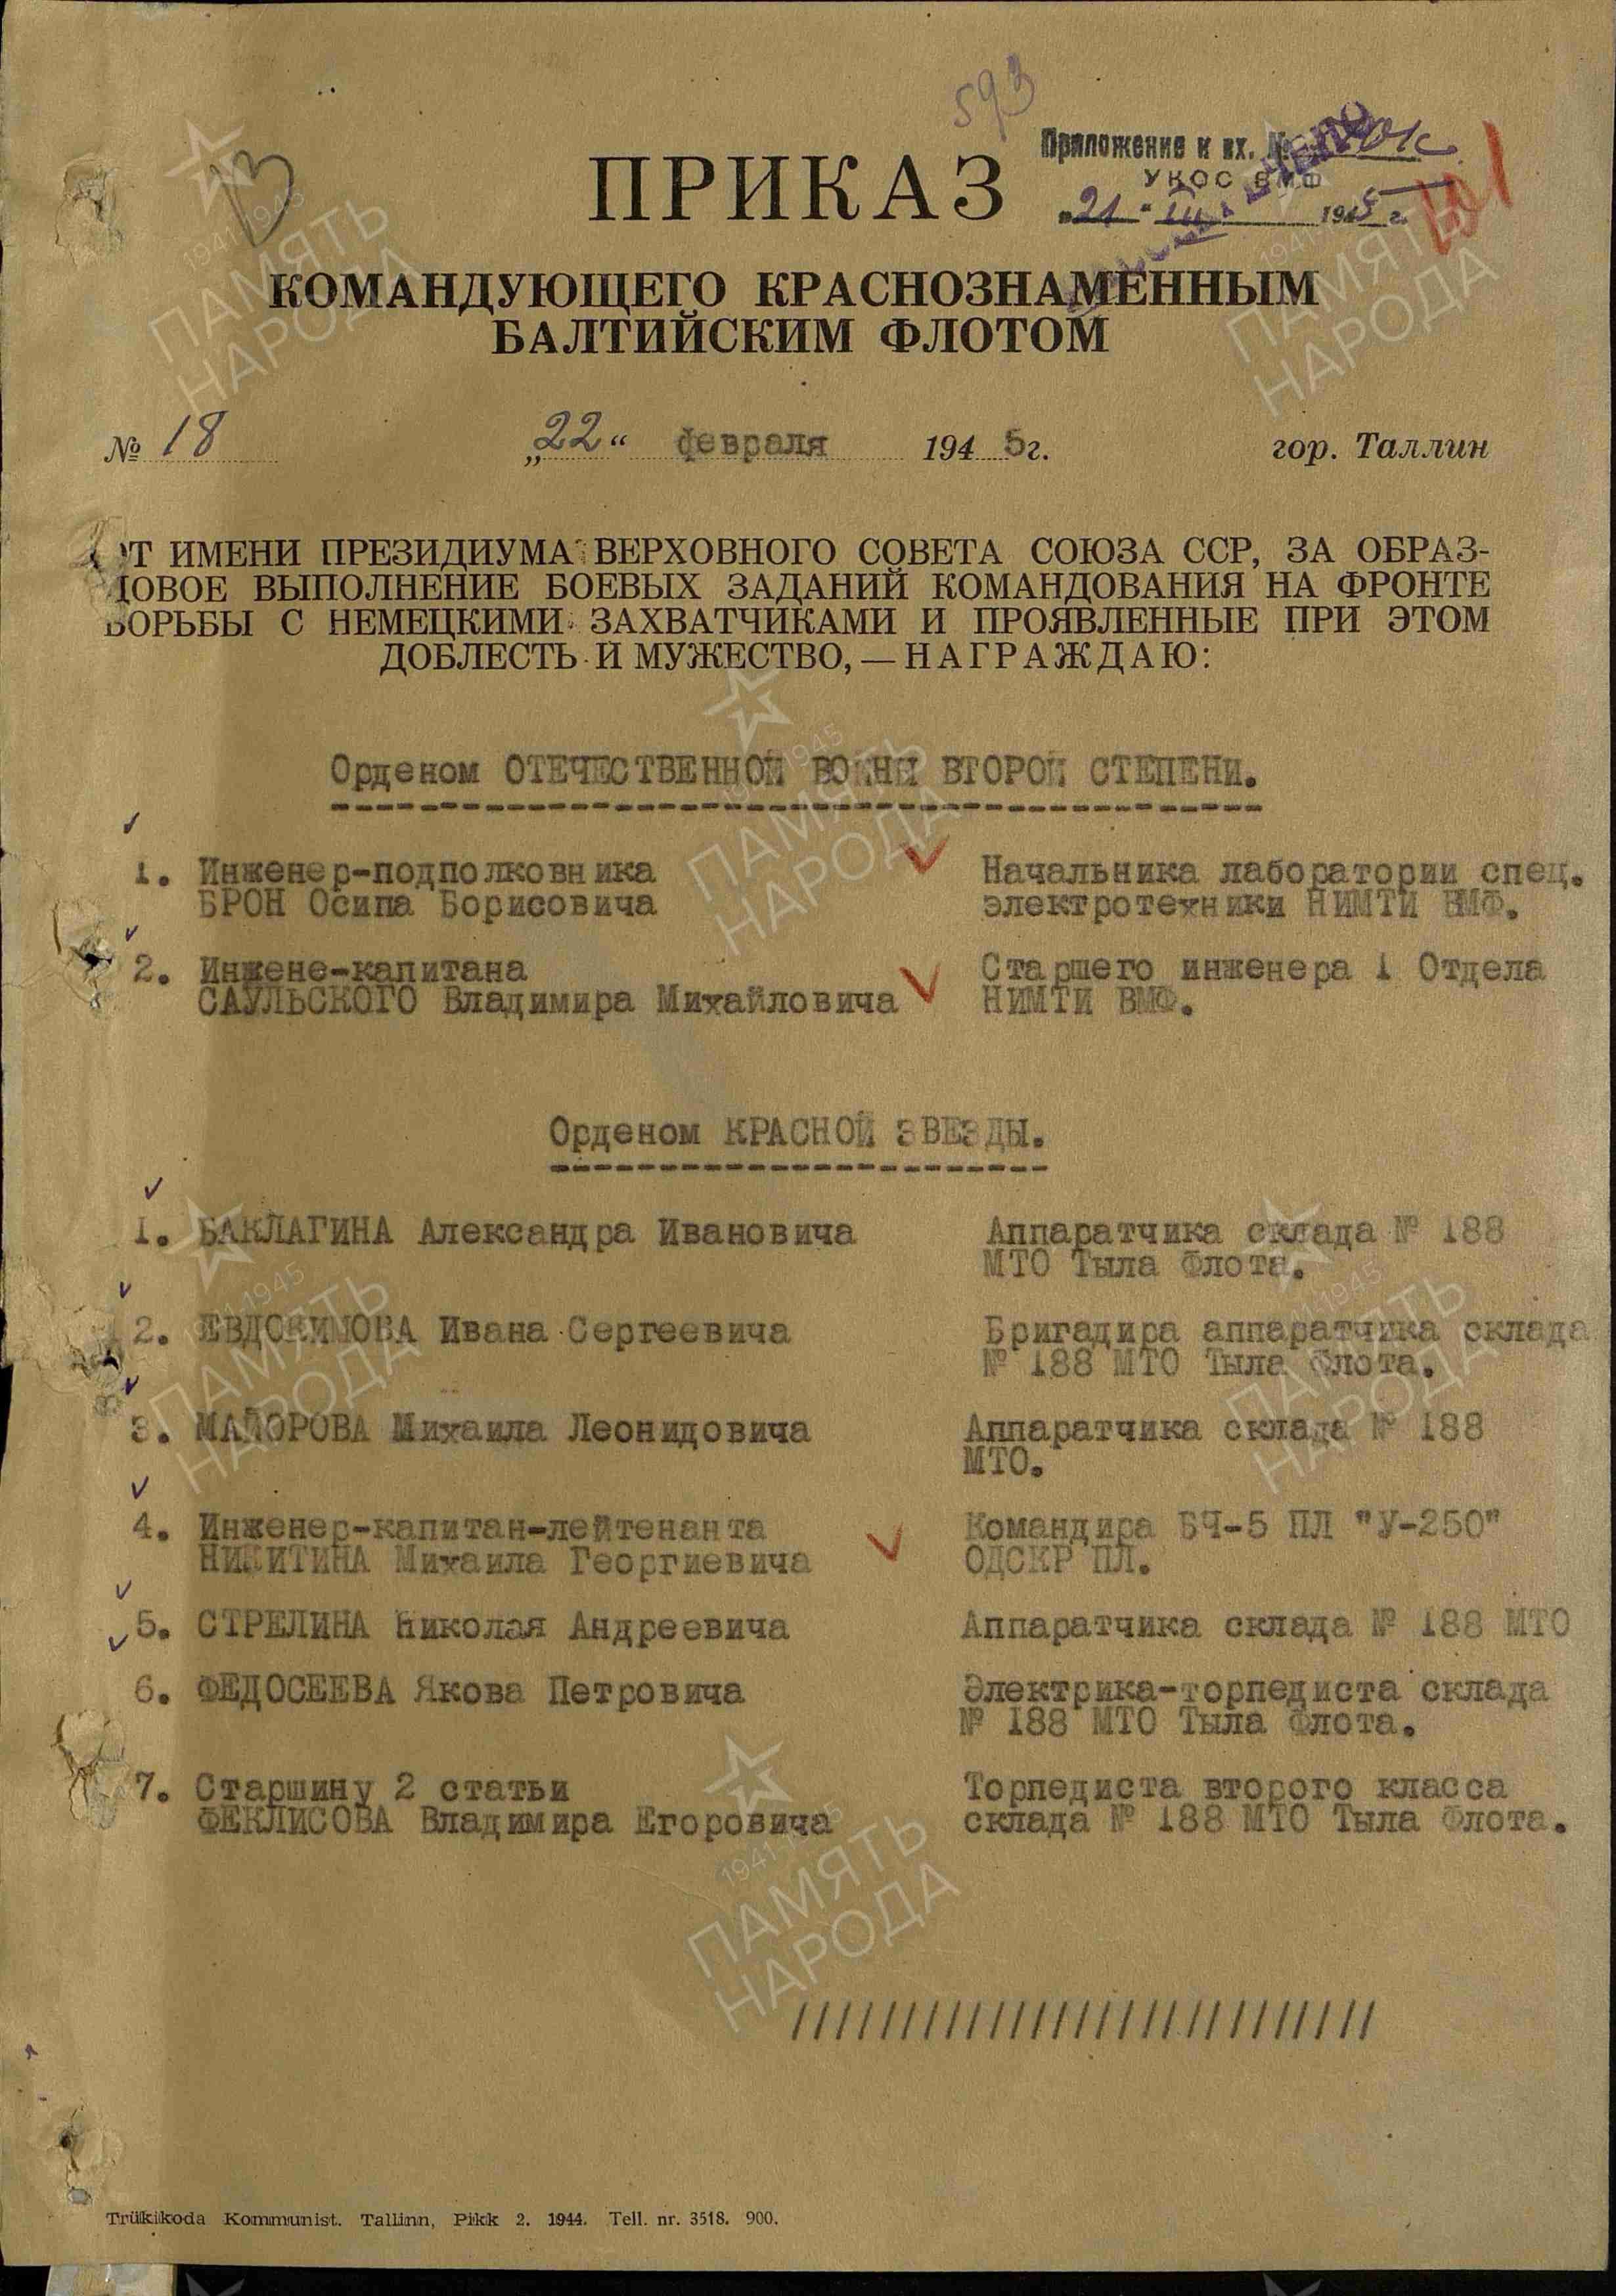 593
Приложение к вх. №
УКОС ВМФ
"21" III 1945 г.
13
ПРИКАЗ
КОМАНДУЮЩЕГО КРАСНОЗНАМЕННЫМ
БАЛТИЙСКИМ ФЛОТОМ
№ 18 „22“ февраля 1945г. гор. Таллин
ОТ ИМЕНИ ПРЕЗИДИУМА ВЕРХОВНОГО СОВЕТА СОЮЗА ССР, ЗА ОБРАЗ-
ЦОВОЕ ВЫПОЛНЕНИЕ БОЕВЫХ ЗАДАНИЙ КОМАНДОВАНИЯ НА ФРОНТЕ
БОРЬБЫ С НЕМЕЦКИМИ ЗАХВАТЧИКАМИ И ПРОЯВЛЕННЫЕ ПРИ ЭТОМ
ДОБЛЕСТЬ И МУЖЕСТВО, — НАГРАЖДАЮ:
Орденом ОТЕЧЕСТВЕННОЙ ВОЙНЫ ВТОРОЙ СТЕПЕНИ.
1. Инженер-подполковника Начальника лаборатории спец.
БРОН Осипа Борисовича электротехники НИМТИ ВМФ.
2. Инжене-капитана Старшего инженера 1 Отдела
САУЛЬСКОГО Владимира Михайловича НИМТИ ВМФ.
Орденом КРАСНОЙ ЗВЕЗДЫ.
1. БАКЛАГИНА Александра Ивановича Аппаратчика склада № 188
МТО Тыла Флота.
2. ЕВДОКИМОВА Ивана Сергеевича Бригадира аппаратчика склада
№ 188 МТО Тыла Флота.
3. МАЙОРОВА Михаила Леонидовича Аппаратчика склада № 188
МТО.
4. Инженер-капитан-лейтенанта Командира БЧ-5 ПЛ "У-250"
НИКИТИНА Михаила Георгиевича ОДСКР ПЛ.
5. СТРЕЛИНА Николая Андреевича Аппаратчика склада № 188 МТО
6. ФЕДОСЕЕВА Якова Петровича Электрика-торпедиста склада
№ 188 МТО Тыла Флота.
7. Старшину 2 статьи Торпедиста второго класса
ФЕКЛИСОВА Владимира Егоровича склада № 188 МТО Тыла Флота.
Trükikoda Kommunist. Tallinn, Pikk 2. 1944. Tell. nr. 3518. 900.
1941-1945
ПАМЯТЬ
НАРОДА